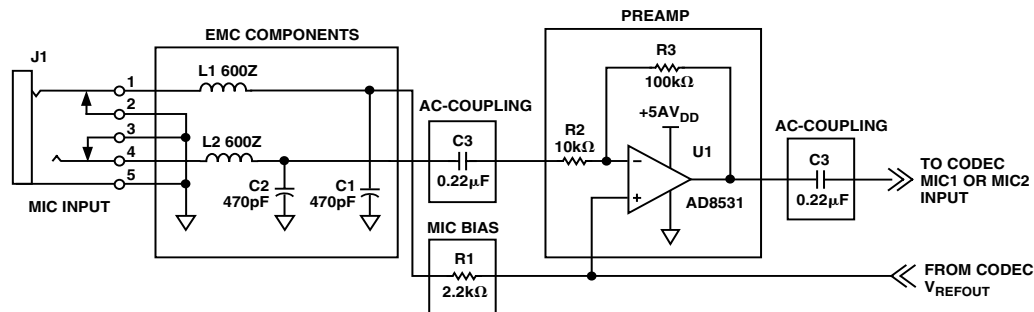 PREAMP
EMC COMPONENTS
J1
R3
L1 600Z
100kΩ
1
AC-COUPLING
+5AVDD
AC-COUPLING
2
R2
3
L2 600Z
C3
10kΩ
U1
C3
4
–
TO CODEC
MIC1 OR MIC2
INPUT
5
C2
470pF
C1
470pF
0.22µF
+
AD8531
0.22µF
MIC INPUT
MIC BIAS
R1
2.2kΩ
FROM CODEC
VREFOUT